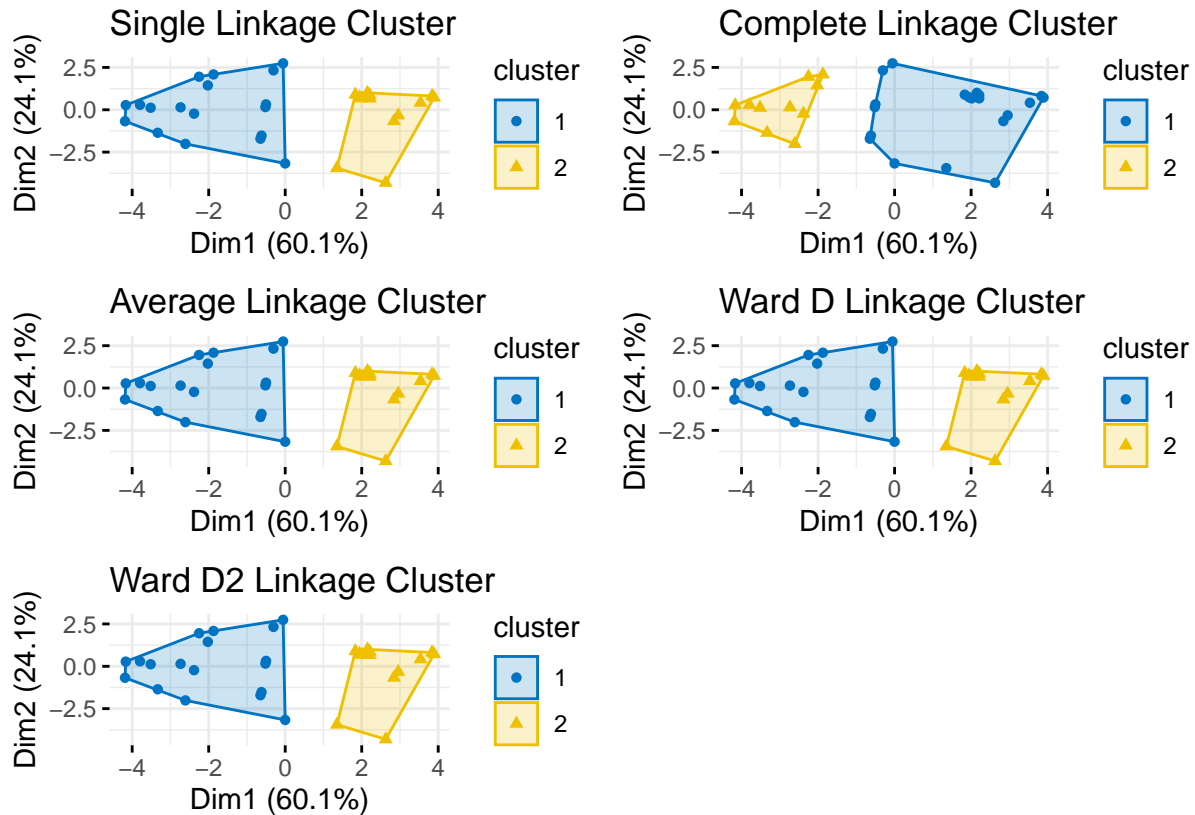 Single Linkage Cluster
Dim2 (24.1%)
2.5
0.0
−2.5
−4 −2 0 2 4
Dim1 (60.1%)
cluster
1
2
Complete Linkage Cluster
Dim2 (24.1%)
2.5
0.0
−2.5
−4 −2 0 2 4
Dim1 (60.1%)
cluster
1
2
Average Linkage Cluster
Dim2 (24.1%)
2.5
0.0
−2.5
−4 −2 0 2 4
Dim1 (60.1%)
cluster
1
2
Ward D Linkage Cluster
Dim2 (24.1%)
2.5
0.0
−2.5
−4 −2 0 2 4
Dim1 (60.1%)
cluster
1
2
Ward D2 Linkage Cluster
Dim2 (24.1%)
2.5
0.0
−2.5
−4 −2 0 2 4
Dim1 (60.1%)
cluster
1
2